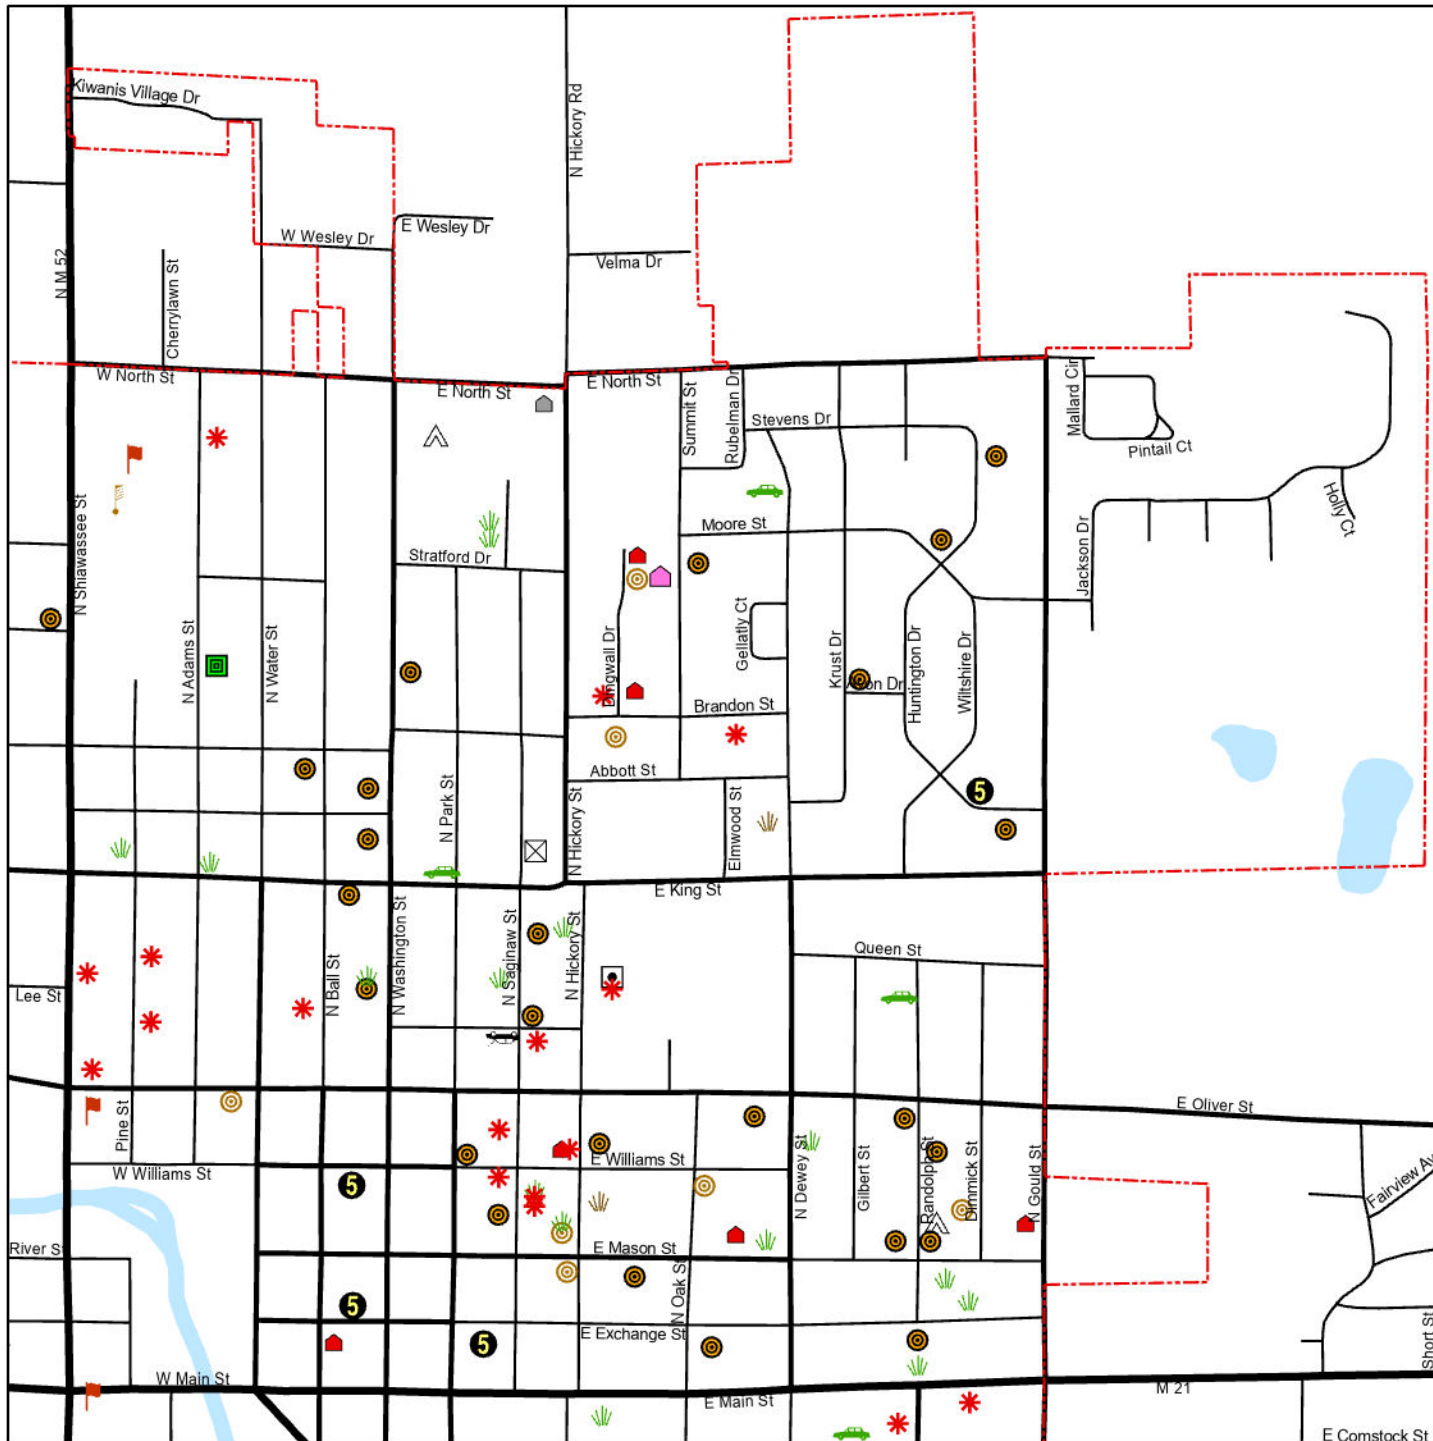 Kiwanis Village Dr
N Hickory Rd
E Wesley Dr
W Wesley Dr
Velma Dr
N M 52
Cherrylawn St
W North St
E North St
E North St
Summit St
Rubelman Dr
Stevens Dr
Mallard Cir
Pintail Ct
Holly Ct
N Shiawassee St
Moore St
Stratford Dr
Jackson Dr
N Adams St
N Water St
Dingwall Dr
Gellatly Ct
Krust Dr
Huntington Dr
Wiltshire Dr
Brandon St
Abbott St
N Park St
N Hickory St
Elmwood St
5
E King St
N Ball St
N Washington St
N Saginaw St
N Hickory St
Queen St
Lee St
Pine St
E Oliver St
W Williams St
E Williams St
5
N Dewey St
Gilbert St
Randolph St
Dimmick St
N Gould St
Fairview Av
River S
E Mason St
5
N Oak St
E Exchange St
5
Short St
W Main St
E Main St
M 21
E Comstock St